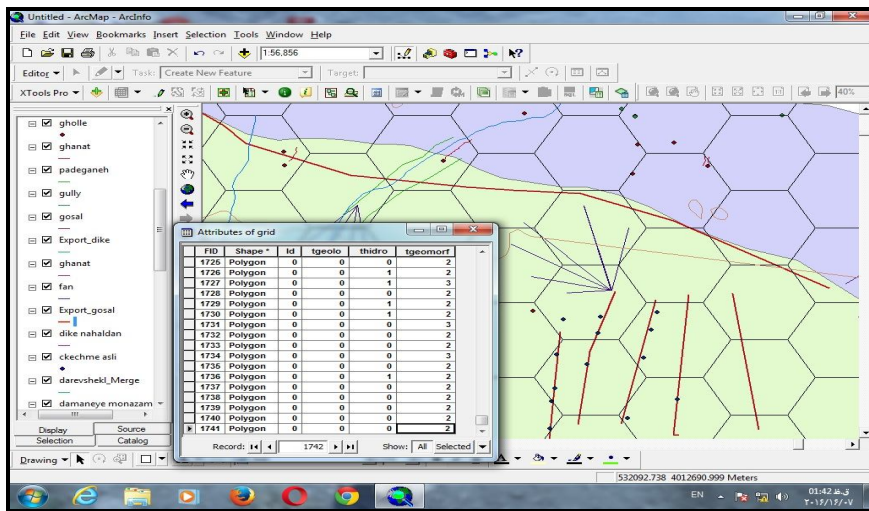 Untitled - ArcMap - ArcInfo
File Edit View Bookmarks Insert Selection Tools Window Help
1:56,856
Editor Task: Create New Feature Target:
XTools Pro 40%
gholle
ghanat
padeganeh
gully
gosal
Export_dike
ghanat
fan
Export_gosal
dike nahaldan
ckechme asli
darevshekl_Merge
damaneye monazam
Display Source
Selection Catalog
Attributes of grid
FID Shape * Id tgeolo thidro tgeomorf
1725 Polygon 0 0 0 2
1726 Polygon 0 0 1 2
1727 Polygon 0 0 1 3
1728 Polygon 0 0 0 2
1729 Polygon 0 0 1 2
1730 Polygon 0 0 1 2
1731 Polygon 0 0 0 3
1732 Polygon 0 0 0 2
1733 Polygon 0 0 0 2
1734 Polygon 0 0 0 3
1735 Polygon 0 0 0 2
1736 Polygon 0 0 1 2
1737 Polygon 0 0 0 2
1738 Polygon 0 0 0 2
1739 Polygon 0 0 0 2
1740 Polygon 0 0 0 2
1741 Polygon 0 0 0 2
Record: 1742 Show: All Selected
Drawing A
532092.738 4012690.999 Meters
EN 01:42 ق.ظ